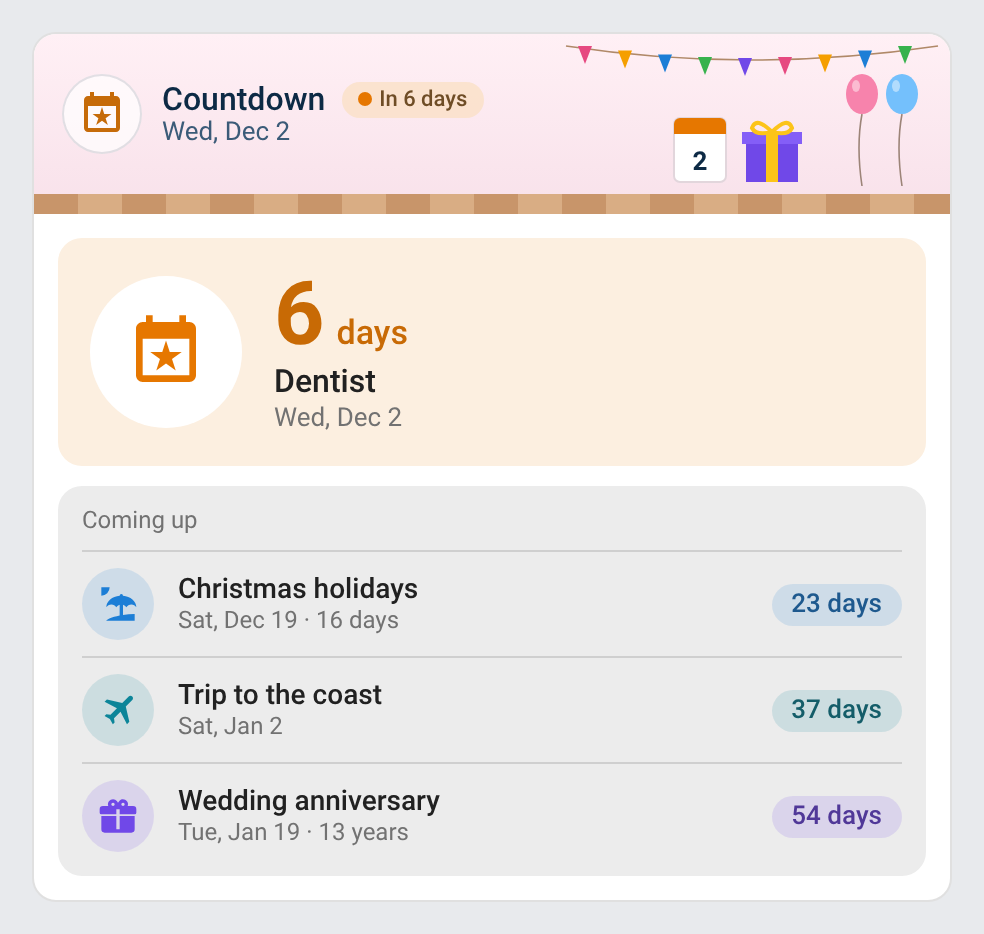 Countdown
In 6 days
Wed, Dec 2
2
6 days
Dentist
Wed, Dec 2
Coming up
Christmas holidays
Sat, Dec 19 · 16 days
23 days
Trip to the coast
Sat, Jan 2
37 days
Wedding anniversary
Tue, Jan 19 · 13 years
54 days